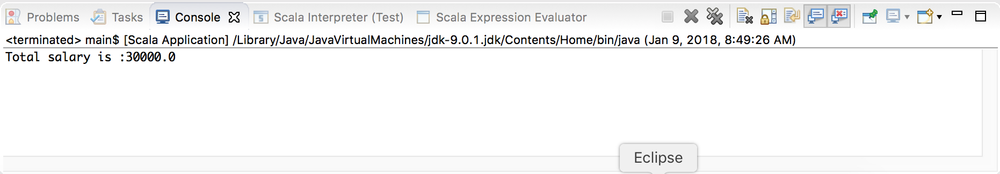 Problems Tasks Console Scala Interpreter (Test) Scala Expression Evaluator
<terminated> main$ [Scala Application] /Library/Java/JavaVirtualMachines/jdk-9.0.1.jdk/Contents/Home/bin/java (Jan 9, 2018, 8:49:26 AM)
Total salary is :30000.0
Eclipse